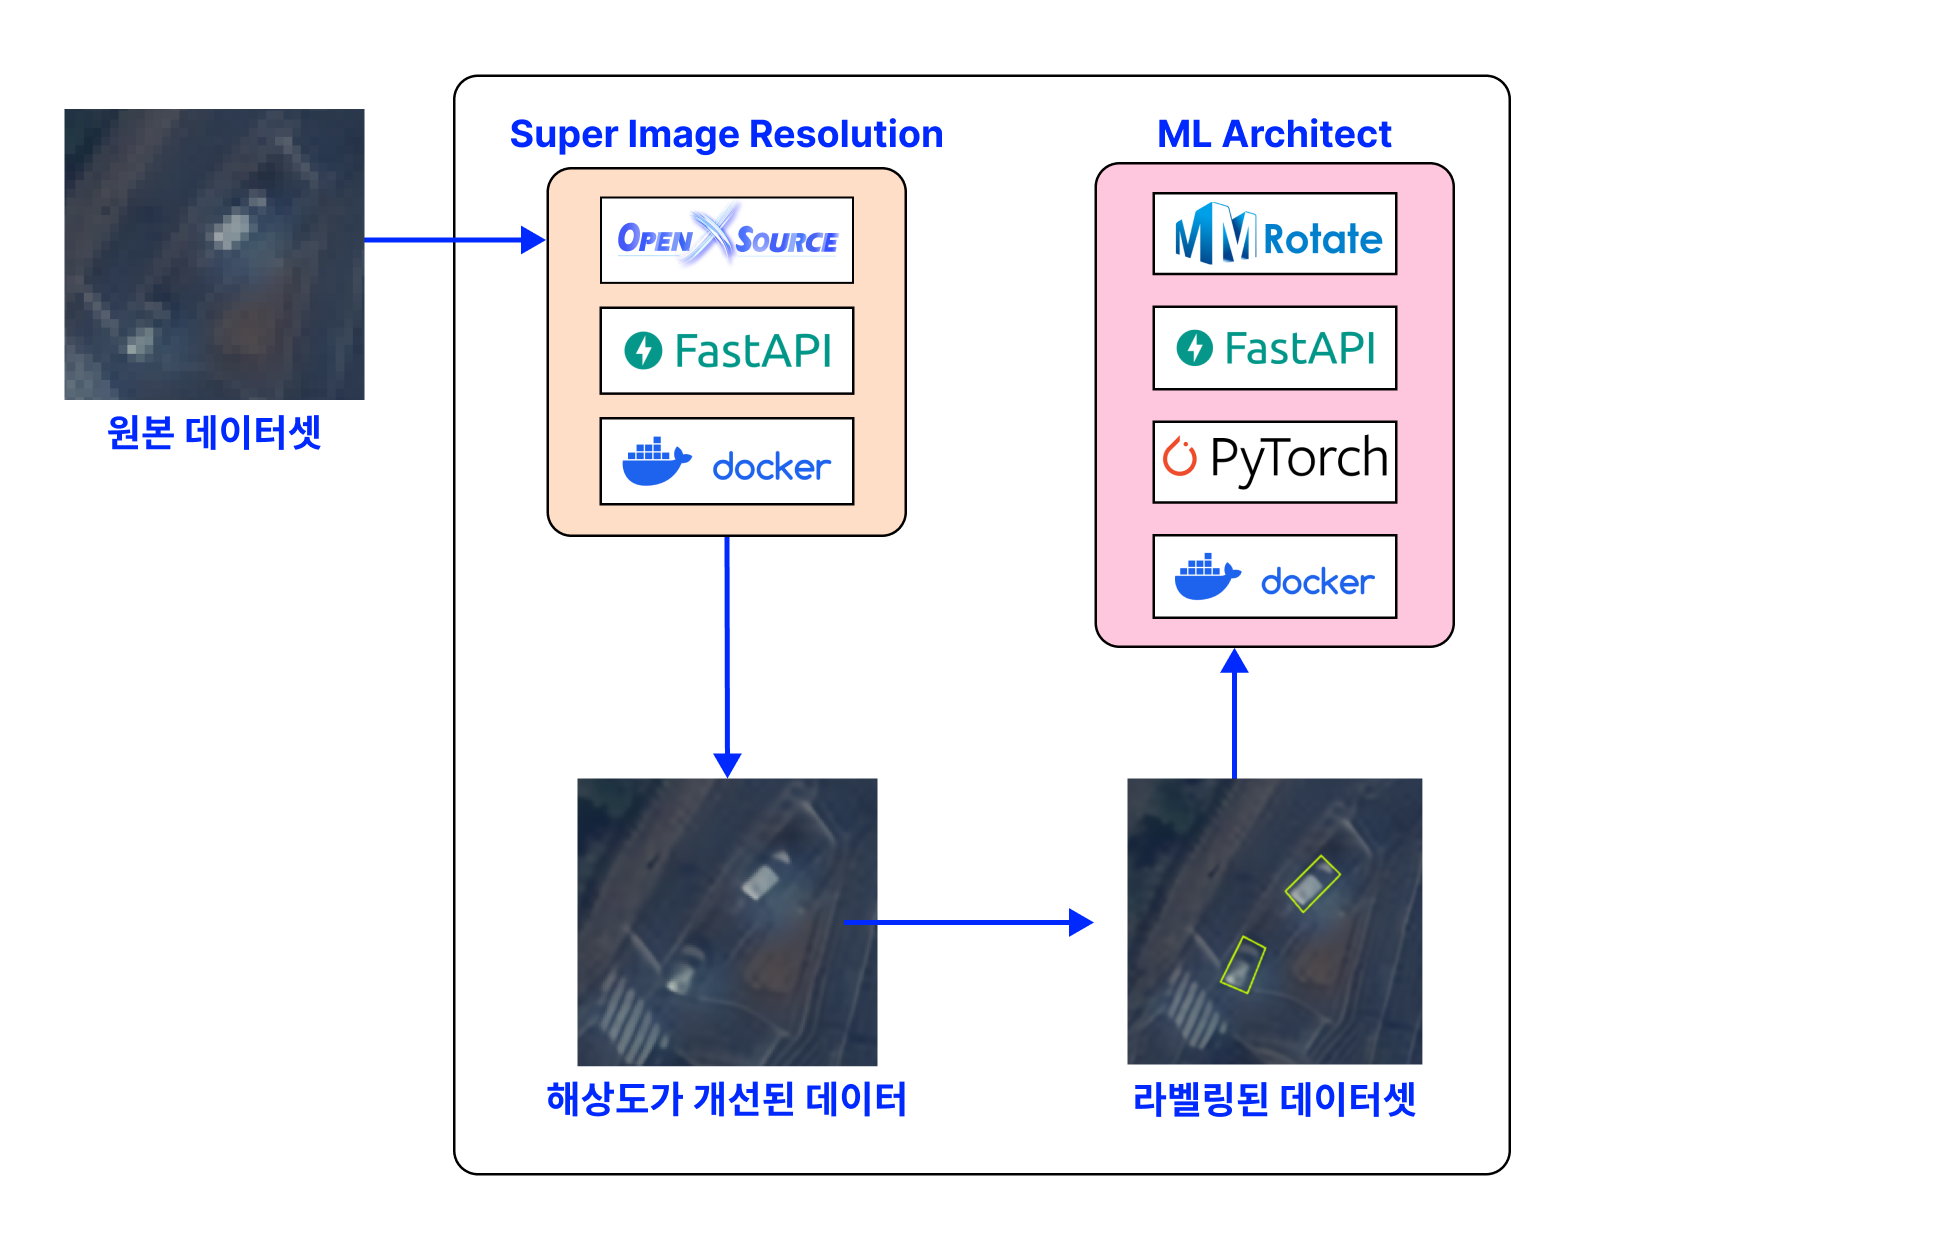 Super Image Resolution
ML Architect
OPEN X SOURCE
FastAPI
docker
MMRotate
FastAPI
PyTorch
docker
원본 데이터셋
해상도가 개선된 데이터
라벨링된 데이터셋